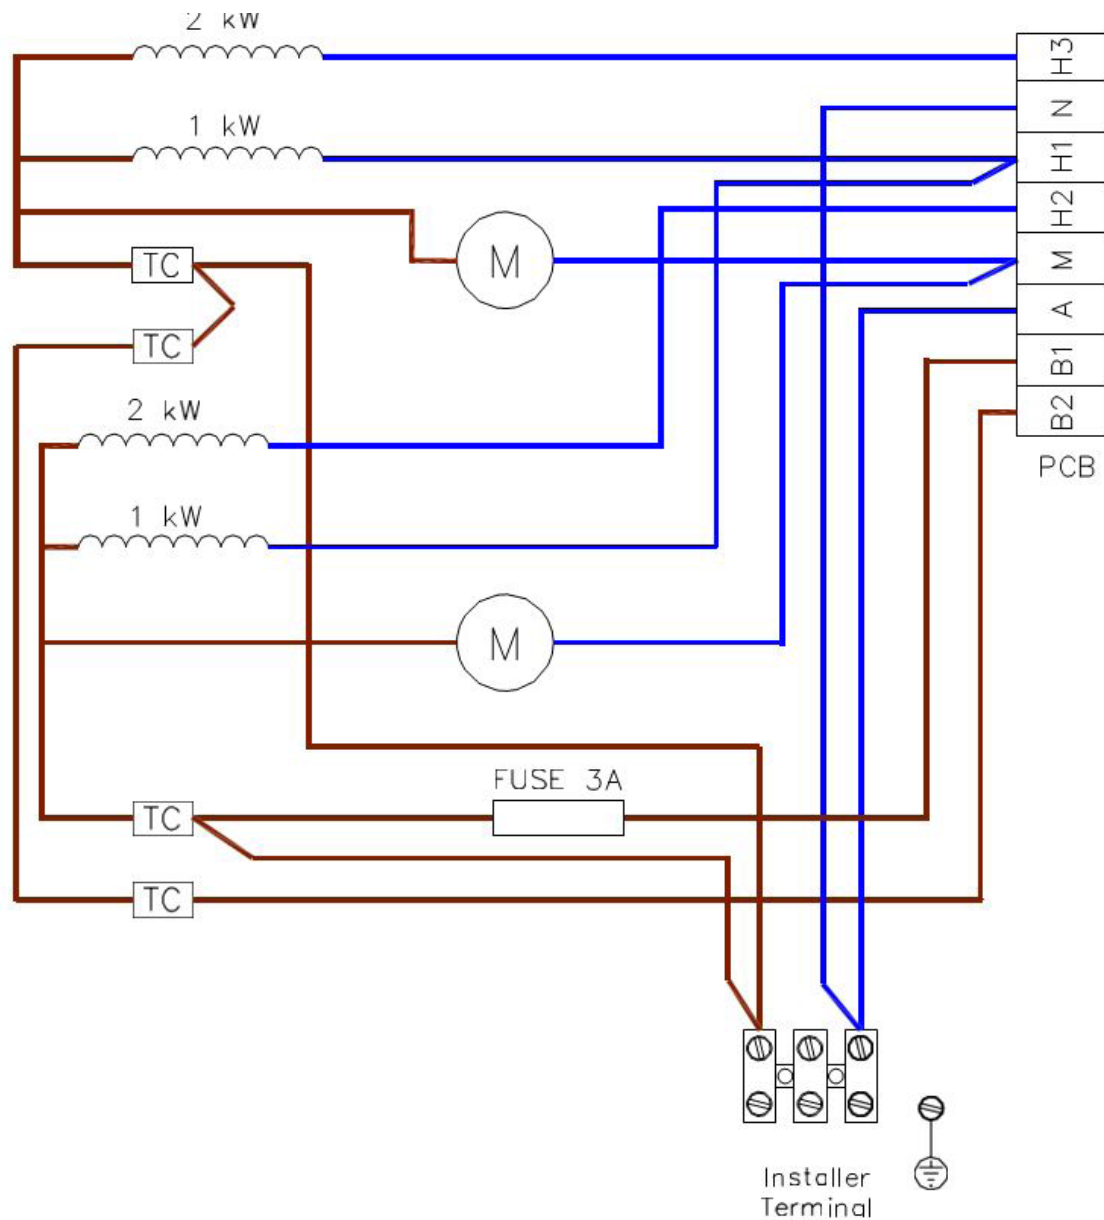 2 kW
H3
N
1 kW
H1
H2
M
M
TC
A
TC
B1
2 kW
B2
PCB
1 kW
M
FUSE 3A
TC
TC
Installer
Terminal